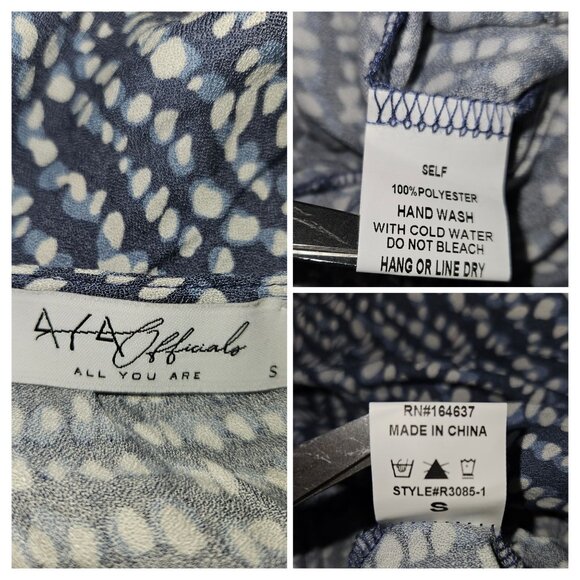 AYA Officials
ALL YOU ARE
S
SELF
100%POLYESTER
HAND WASH
WITH COLD WATER
DO NOT BLEACH
HANG OR LINE DRY
RN#164637
MADE IN CHINA
STYLE#R3085-1
S